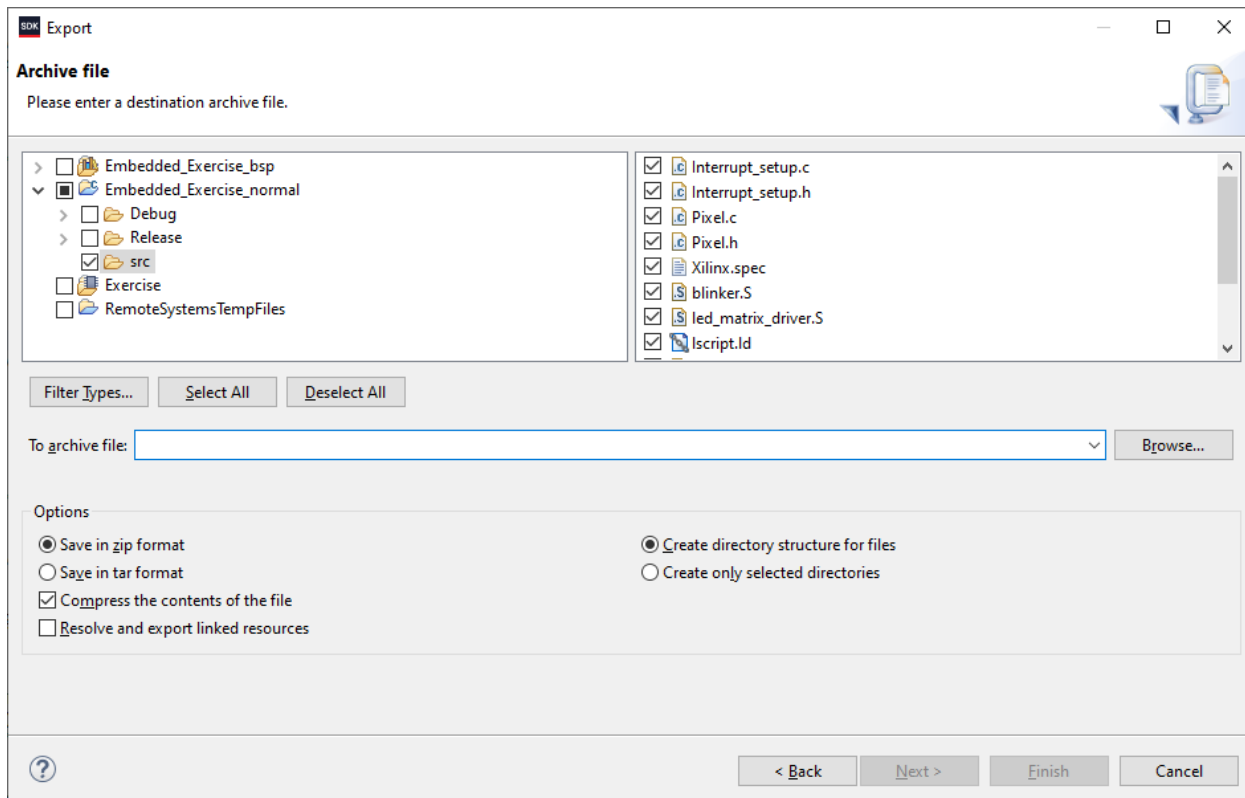 SDK Export
Archive file
Please enter a destination archive file.
Embedded_Exercise_bsp
Embedded_Exercise_normal
Debug
Release
src
Exercise
RemoteSystemsTempFiles
Interrupt_setup.c
Interrupt_setup.h
Pixel.c
Pixel.h
Xilinx.spec
blinker.S
led_matrix_driver.S
lscript.ld
Filter Types... Select All Deselect All
To archive file: Browse...
Options
Save in zip format
Save in tar format
Compress the contents of the file
Resolve and export linked resources
Create directory structure for files
Create only selected directories
? < Back Next > Finish Cancel